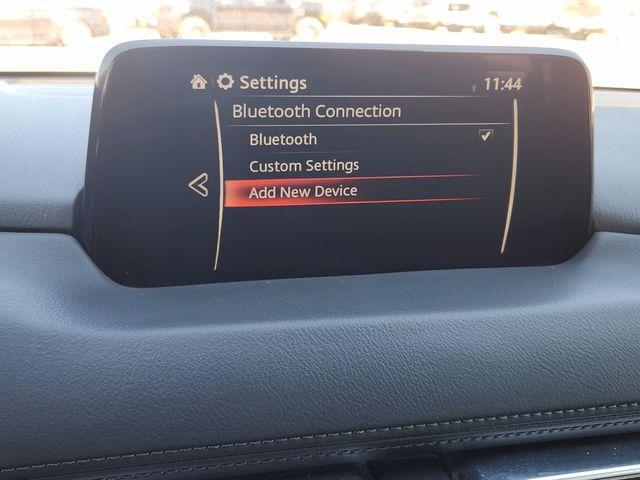 Settings 11:44
Bluetooth Connection
Bluetooth
Custom Settings
Add New Device